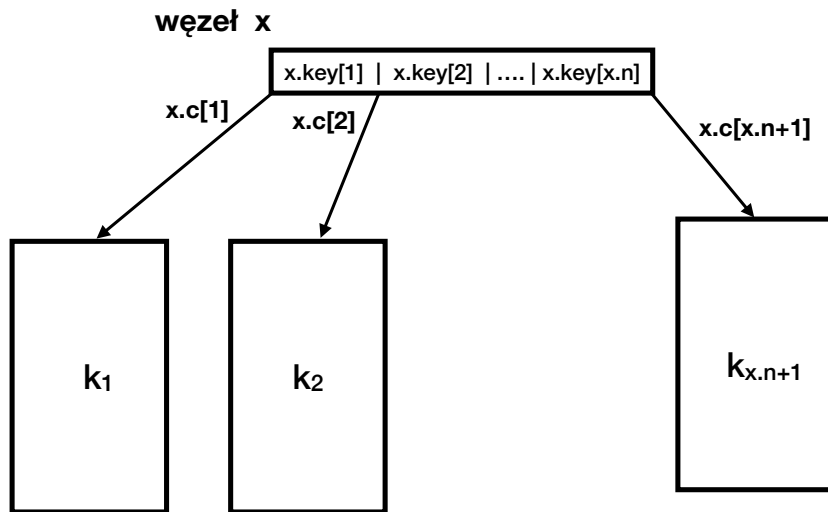 węzeł x
x.key[1] | x.key[2] | .... | x.key[x.n]
x.c[1]
x.c[2]
x.c[x.n+1]
k₁
k₂
kₓ.ₙ₊₁